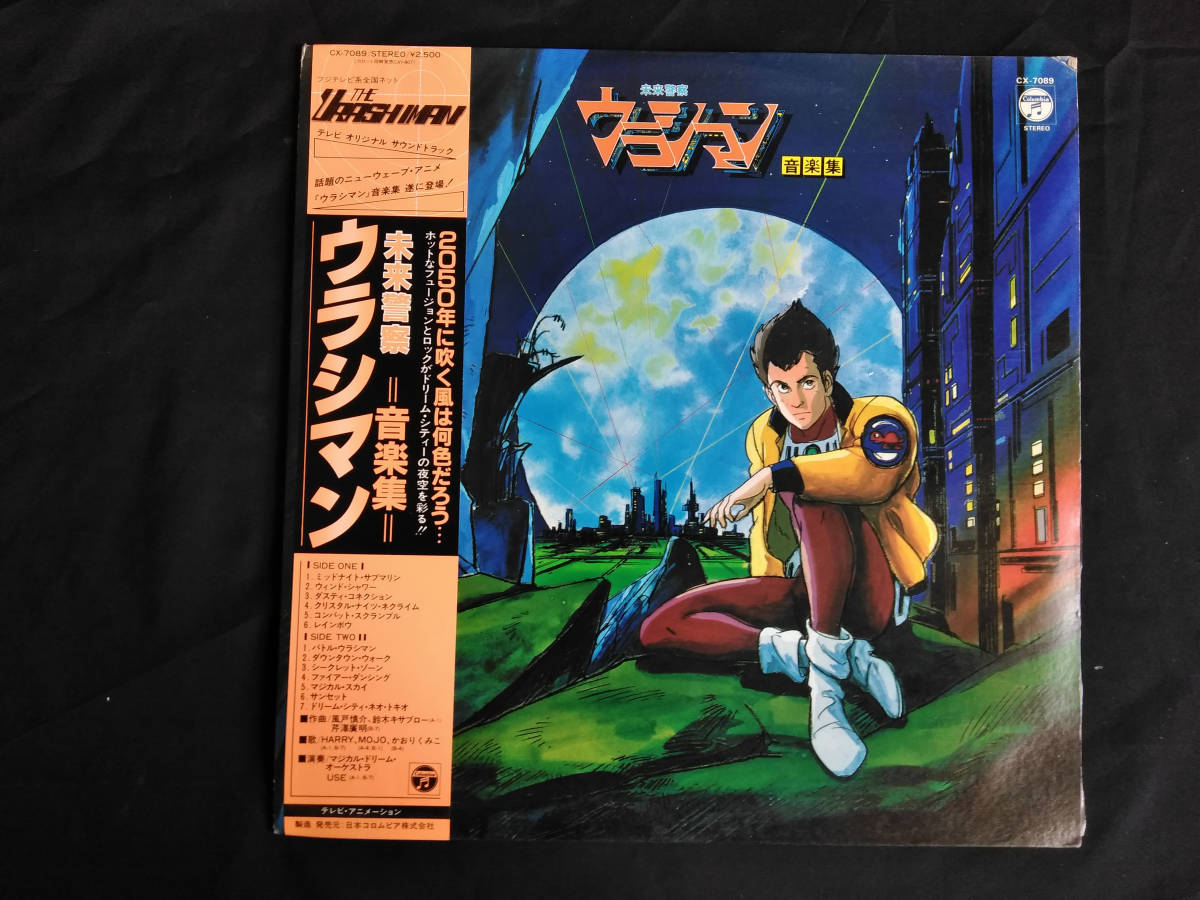 CX-7089/STEREO/¥2,500
フジテレビ系全国ネット
THE
URASHIMAN
テレビ オリジナル サウンドトラック
話題のニューウェーブ・アニメ
「ウラシマン」音楽集 遂に登場!
2050年に吹く風は何色だろう…
ホットなフュージョンとロックがドリーム・シティーの夜空を彩る!!
未来警察
=音楽集=
ウラシマン
SIDE ONE
1. ミッドナイト・サブマリン
2. ウィンド・シャワー
3. ダスティ・コネクション
4. クリスタル・ナイツ・ネクライム
5. コンバット・スクランブル
6. レインボウ
SIDE TWO
1. バトル・ウラシマン
2. ダウンタウン・ウォーク
3. シークレット・ゾーン
4. ファイアー・ダンシング
5. マジカル・スカイ
6. サンセット
7. ドリーム・シティ・ネオ・トキオ
■作曲/風戸慎介、鈴木キサブロー(A-1)
芹澤廣明(B-7)
■歌/HARRY、MOJO、かおりくみこ
(A-1, B-7) (A-4, B-1) (B-4)
■演奏/マジカル・ドリーム・
オーケストラ
USE(A-1, B-7)
Columbia
テレビ・アニメーション
製造 発売元/日本コロムビア株式会社
未来警察
ウラシマン
音楽集
CX-7089
Columbia
STEREO